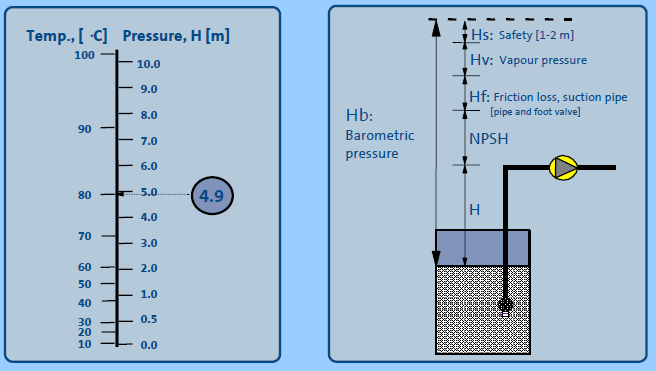 Temp., [ °C]  Pressure, H [m]
100
10.0
9.0
8.0
90
7.0
6.0
80
5.0
4.9
4.0
70
3.0
60
2.0
50
1.0
40
30
0.5
20
10
0.0
Hs: Safety [1-2 m]
Hv: Vapour pressure
Hf: Friction loss, suction pipe
[pipe and foot valve]
Hb:
Barometric
pressure
NPSH
H